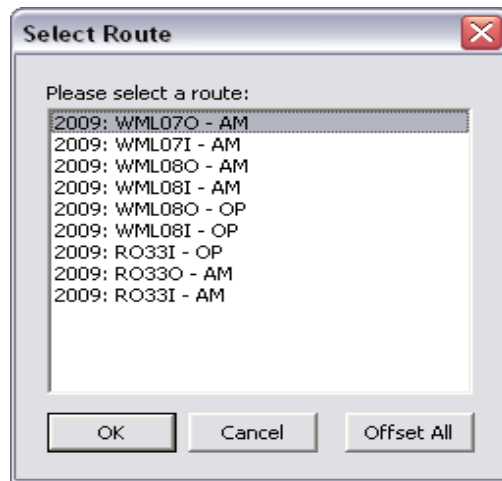 Select Route
Please select a route:
2009: WML07O - AM
2009: WML07I - AM
2009: WML08O - AM
2009: WML08I - AM
2009: WML08O - OP
2009: WML08I - OP
2009: RO33I - OP
2009: RO33O - AM
2009: RO33I - AM
OK Cancel Offset All